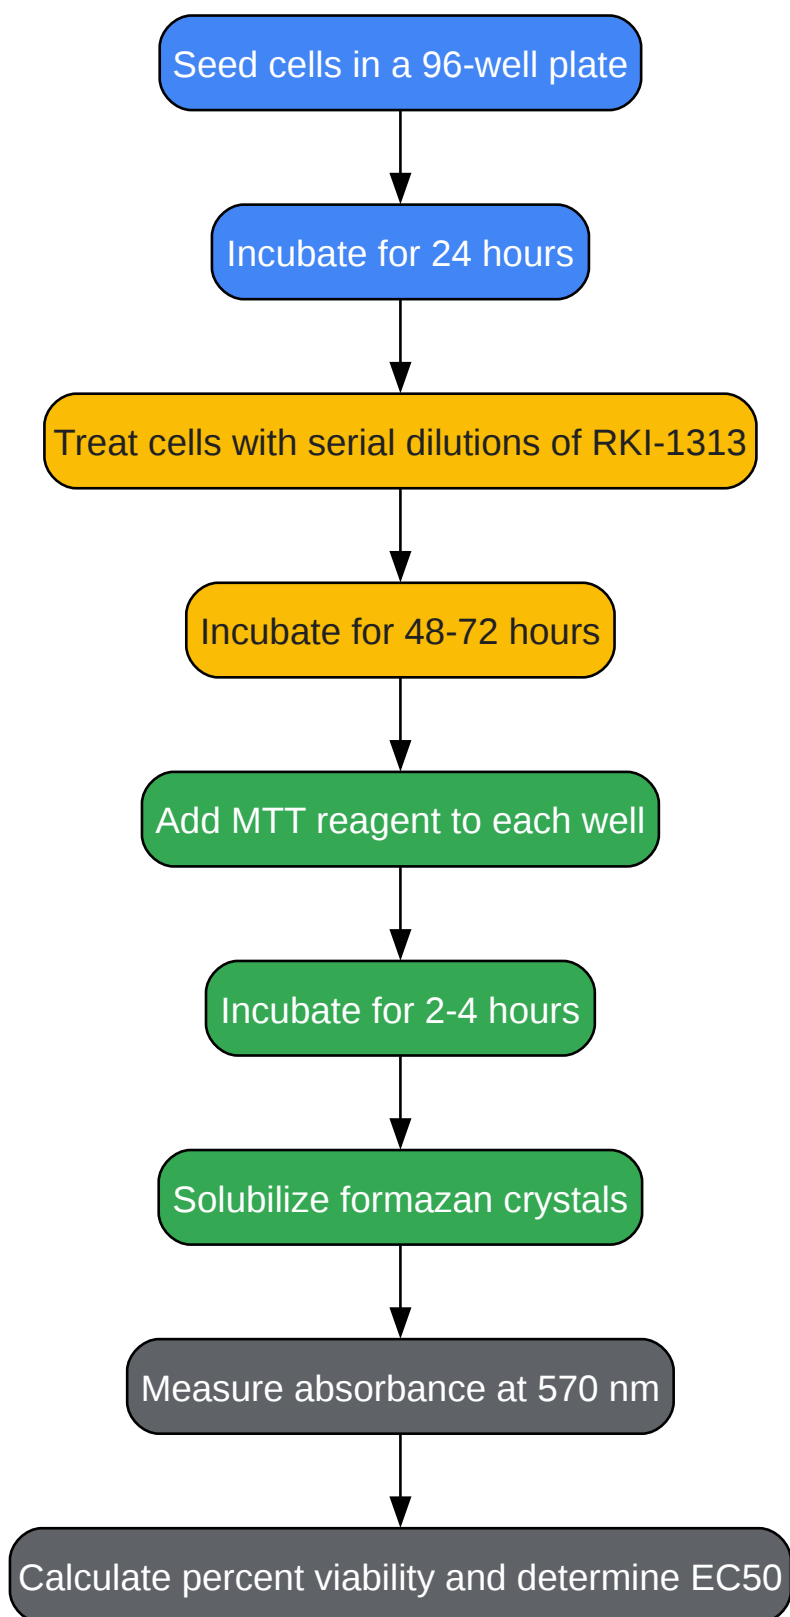 Seed cells in a 96-well plate
Incubate for 24 hours
Treat cells with serial dilutions of RKI-1313
Incubate for 48-72 hours
Add MTT reagent to each well
Incubate for 2-4 hours
Solubilize formazan crystals
Measure absorbance at 570 nm
Calculate percent viability and determine EC50